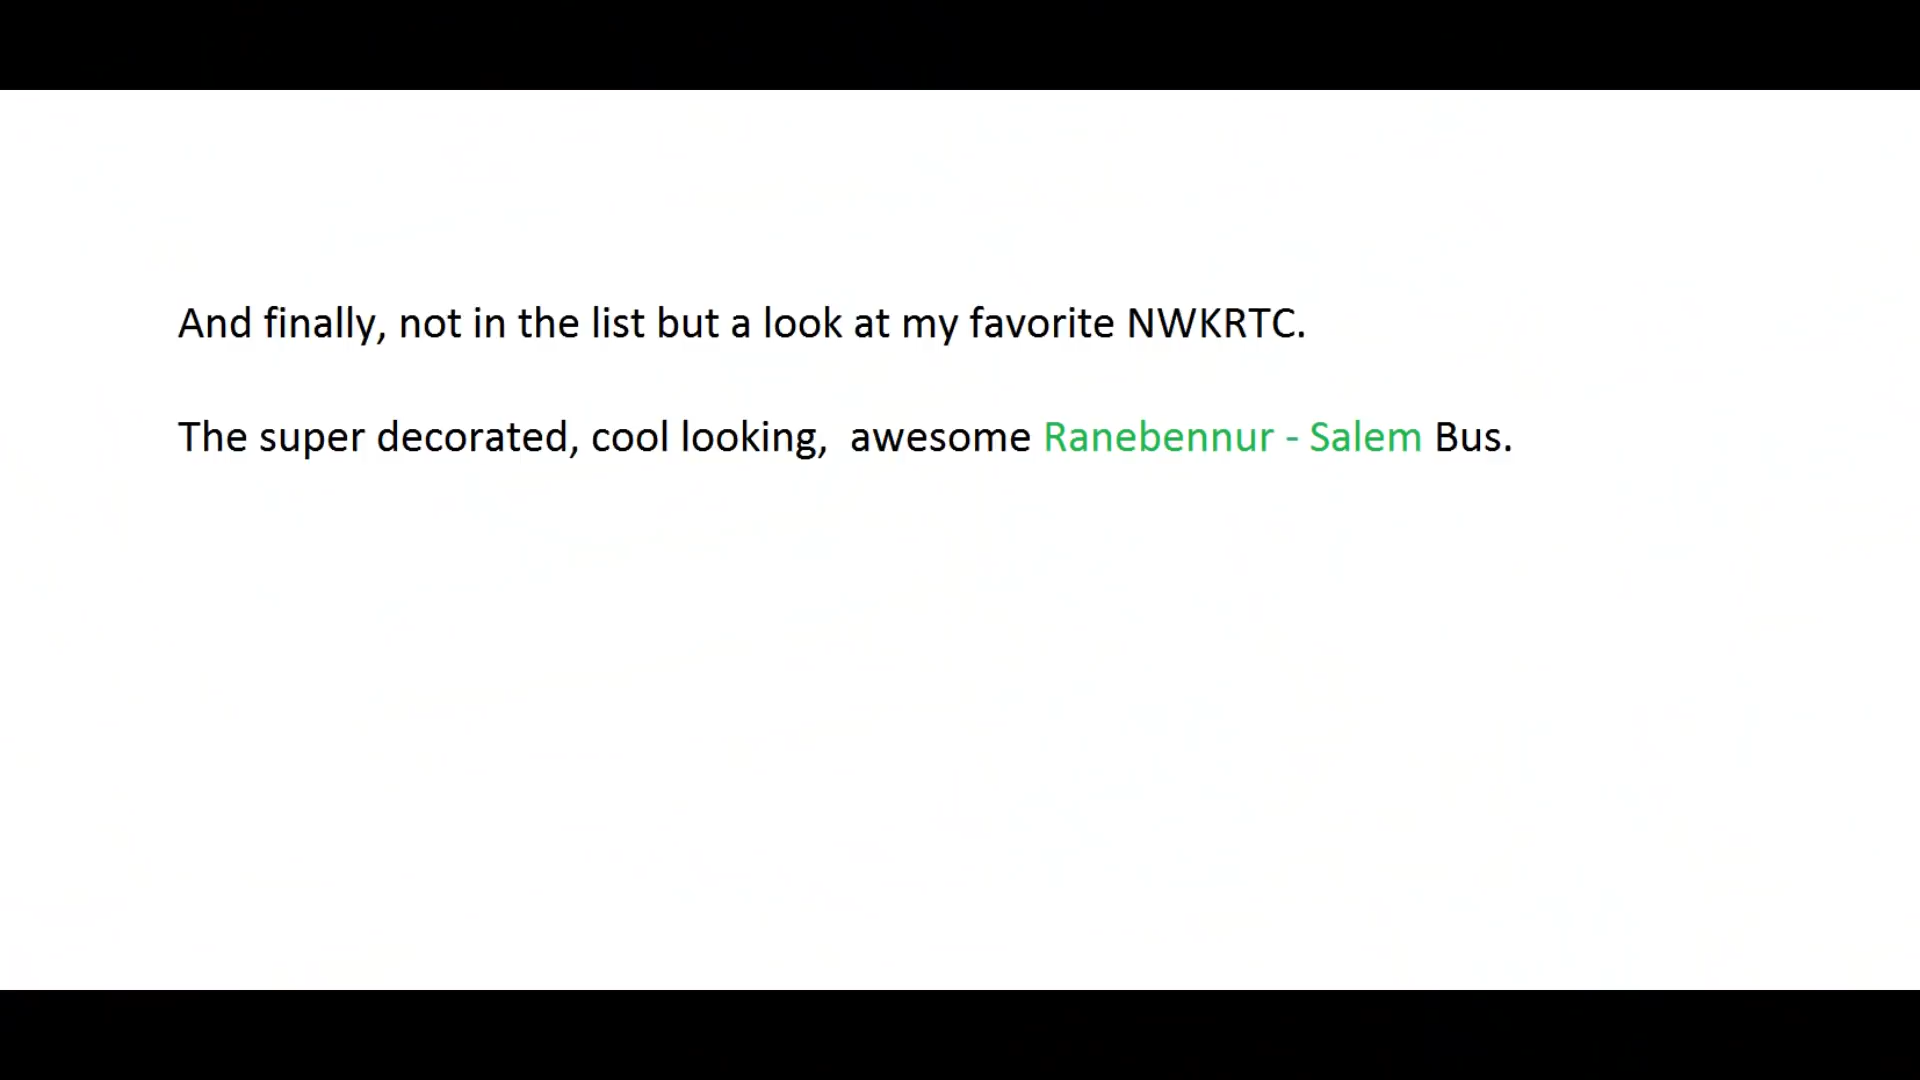 And finally, not in the list but a look at my favorite NWKRTC.
The super decorated, cool looking,  awesome Ranebennur - Salem Bus.